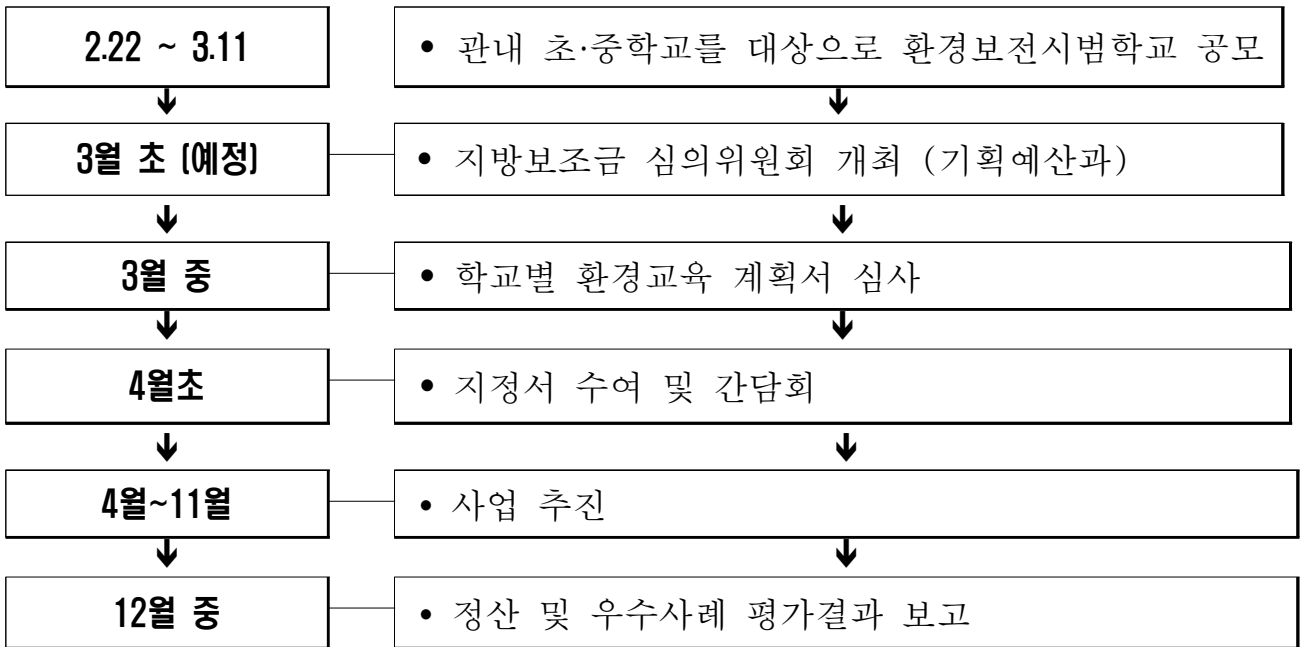 2.22 ~ 3.11
• 관내 초·중학교를 대상으로 환경보전시범학교 공모
3월 초 (예정)
• 지방보조금 심의위원회 개최 (기획예산과)
3월 중
• 학교별 환경교육 계획서 심사
4월초
• 지정서 수여 및 간담회
4월~11월
• 사업 추진
12월 중
• 정산 및 우수사례 평가결과 보고